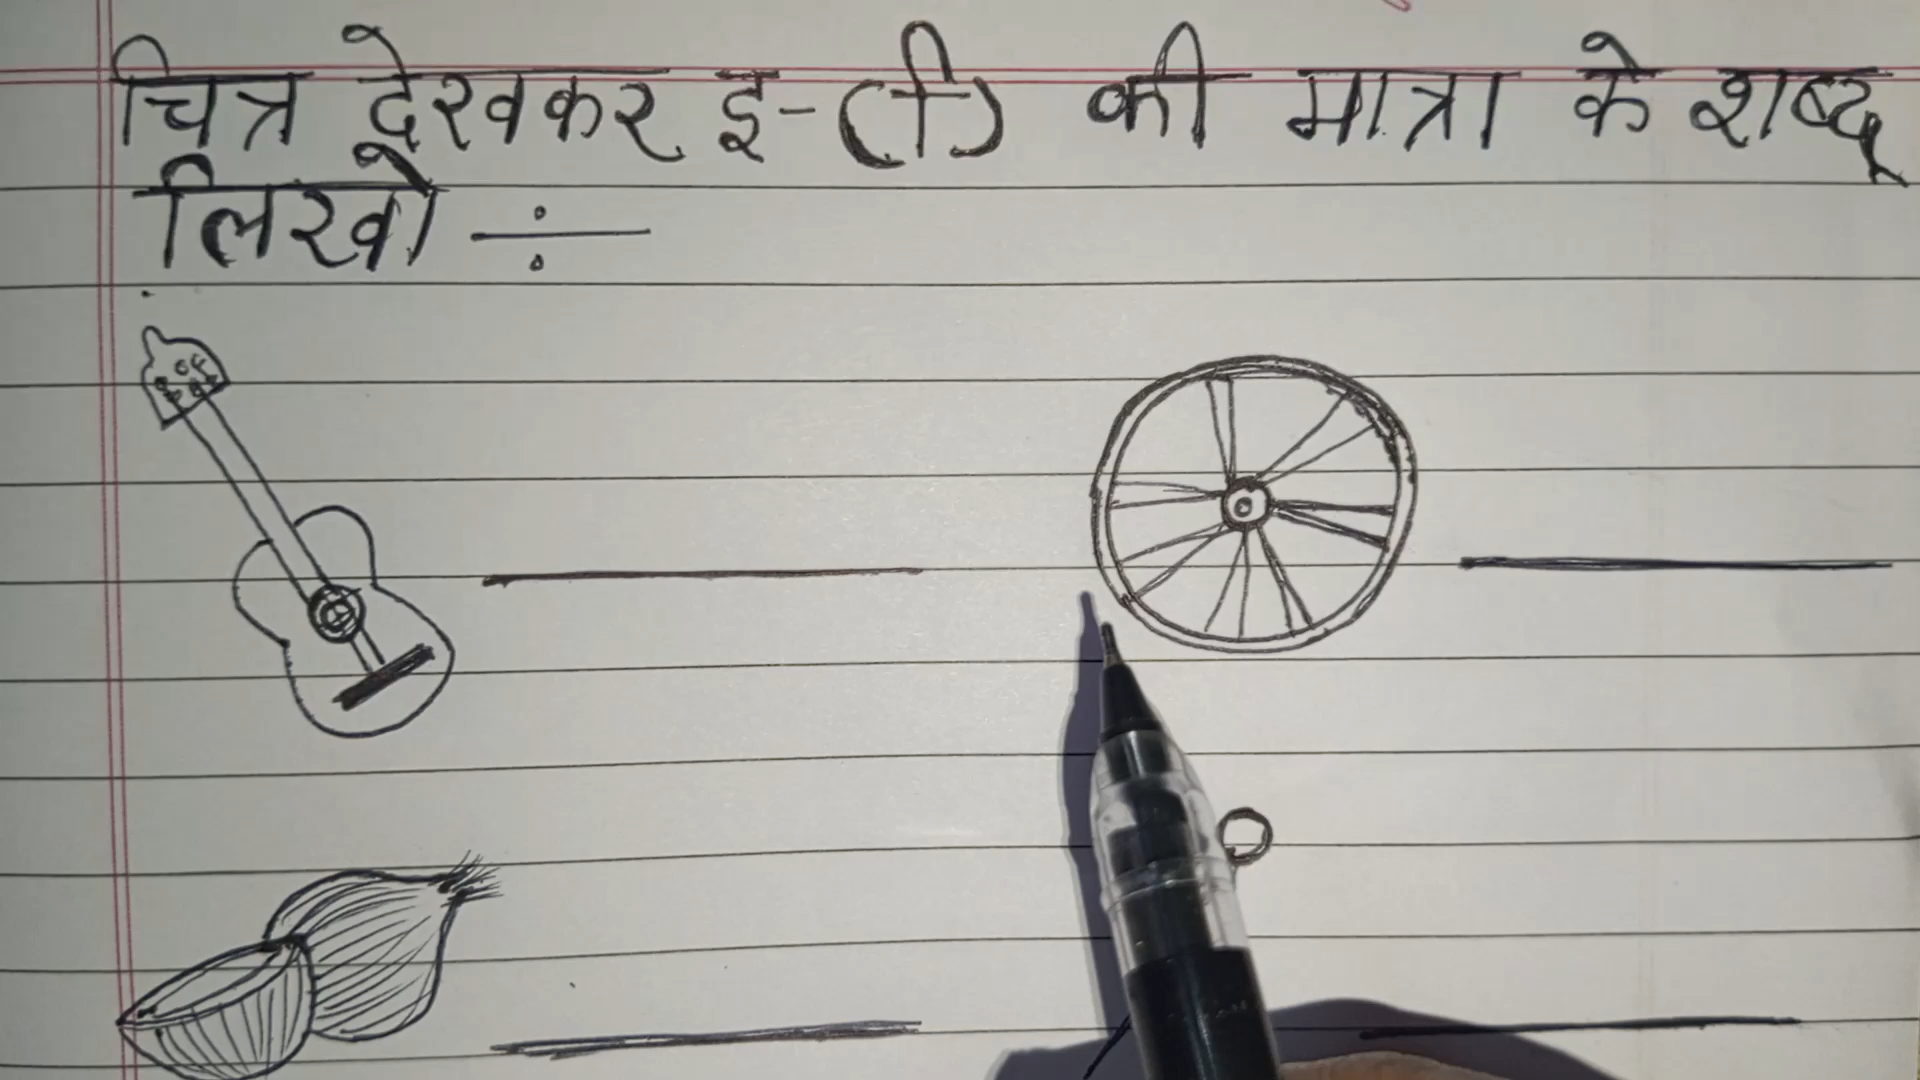 चित्र देखकर इ-(ि) की मात्रा के शब्द
लिखो ÷